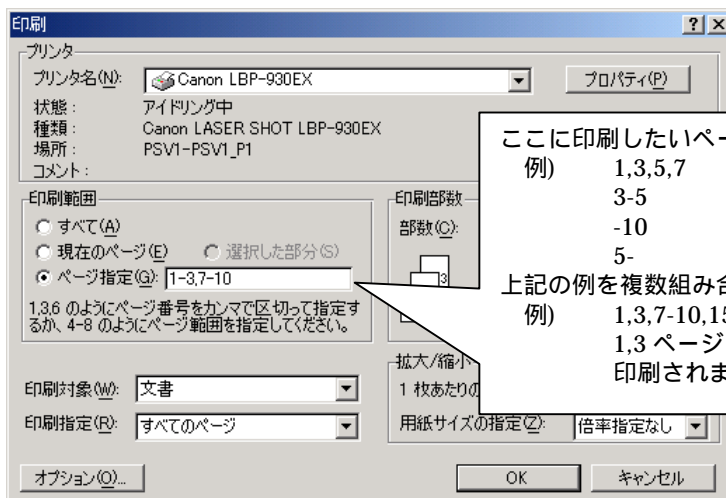 印刷
プリンタ
プリンタ名(N): Canon LBP-930EX プロパティ(P)
状態： アイドリング中
種類： Canon LASER SHOT LBP-930EX
場所： PSV1-PSV1_P1
コメント：
印刷範囲
すべて(A)
現在のページ(E) 選択した部分(S)
ページ指定(G): 1-3,7-10
1,3,6 のようにページ番号をカンマで区切って指定す
るか、4-8 のようにページ範囲を指定してください。
印刷部数
部数(C):
3
ここに印刷したいペー
例) 1,3,5,7
3-5
-10
5-
上記の例を複数組み合
例) 1,3,7-10,15
1,3 ページ
印刷されま
印刷対象(W): 文書
印刷指定(R): すべてのページ
拡大/縮小
1 枚あたりの
用紙サイズの指定(Z): 倍率指定なし
オプション(O)... OK キャンセル